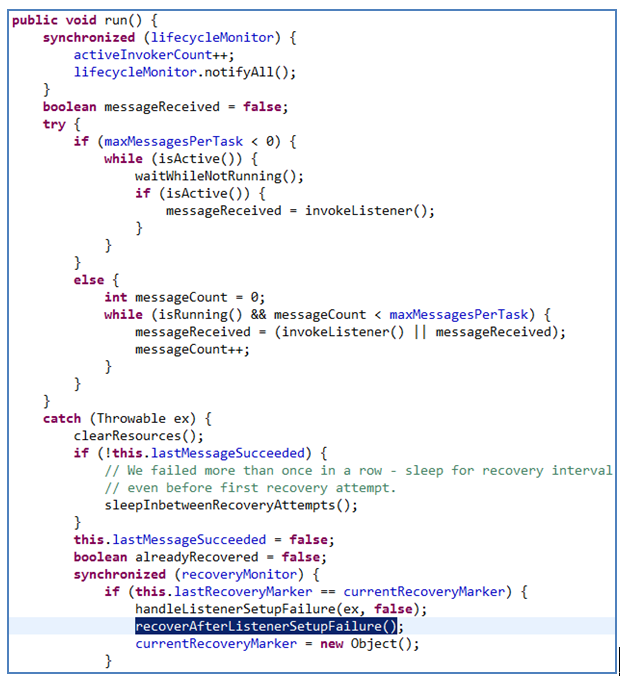 public void run() {
    synchronized (lifecycleMonitor) {
        activeInvokerCount++;
        lifecycleMonitor.notifyAll();
    }
    boolean messageReceived = false;
    try {
        if (maxMessagesPerTask < 0) {
            while (isActive()) {
                waitWhileNotRunning();
                if (isActive()) {
                    messageReceived = invokeListener();
                }
            }
        }
        else {
            int messageCount = 0;
            while (isRunning() && messageCount < maxMessagesPerTask) {
                messageReceived = (invokeListener() || messageReceived);
                messageCount++;
            }
        }
    }
    catch (Throwable ex) {
        clearResources();
        if (!this.lastMessageSucceeded) {
            // We failed more than once in a row - sleep for recovery interval
            // even before first recovery attempt.
            sleepInbetweenRecoveryAttempts();
        }
        this.lastMessageSucceeded = false;
        boolean alreadyRecovered = false;
        synchronized (recoveryMonitor) {
            if (this.lastRecoveryMarker == currentRecoveryMarker) {
                handleListenerSetupFailure(ex, false);
                recoverAfterListenerSetupFailure();
                currentRecoveryMarker = new Object();
            }